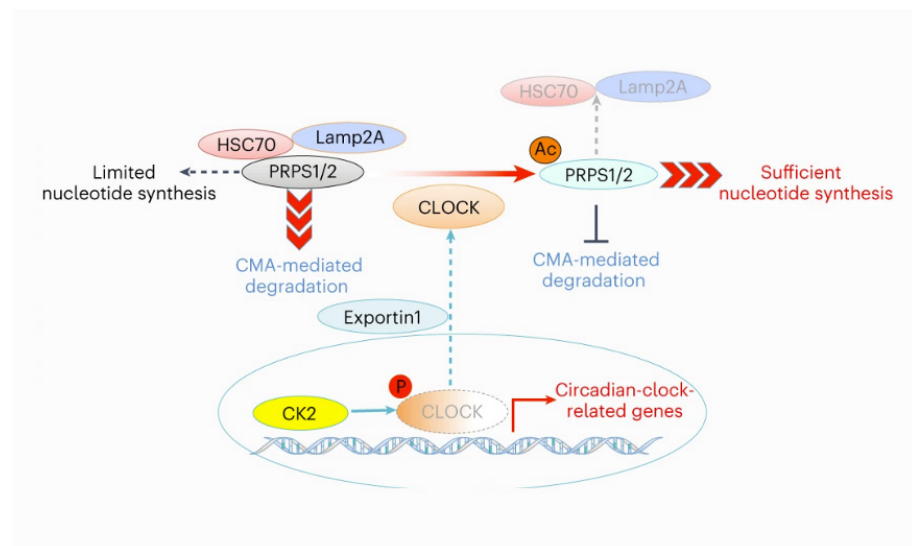 HSC70
Lamp2A
HSC70
Lamp2A
Ac
Limited
nucleotide synthesis
PRPS1/2
PRPS1/2
Sufficient
nucleotide synthesis
CLOCK
CMA-mediated
degradation
CMA-mediated
degradation
Exportin1
P
CK2
CLOCK
Circadian-clock-
related genes